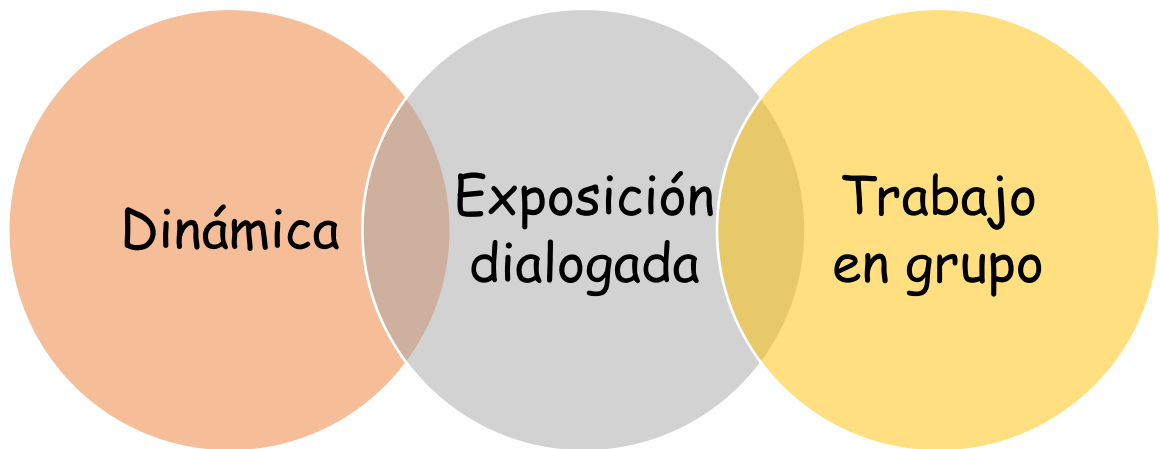 Dinámica
Exposición
dialogada
Trabajo
en grupo